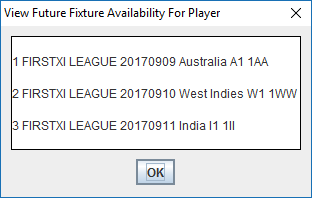 View Future Fixture Availability For Player
1 FIRSTXI LEAGUE 20170909 Australia A1 1AA
2 FIRSTXI LEAGUE 20170910 West Indies W1 1WW
3 FIRSTXI LEAGUE 20170911 India I1 1II
OK